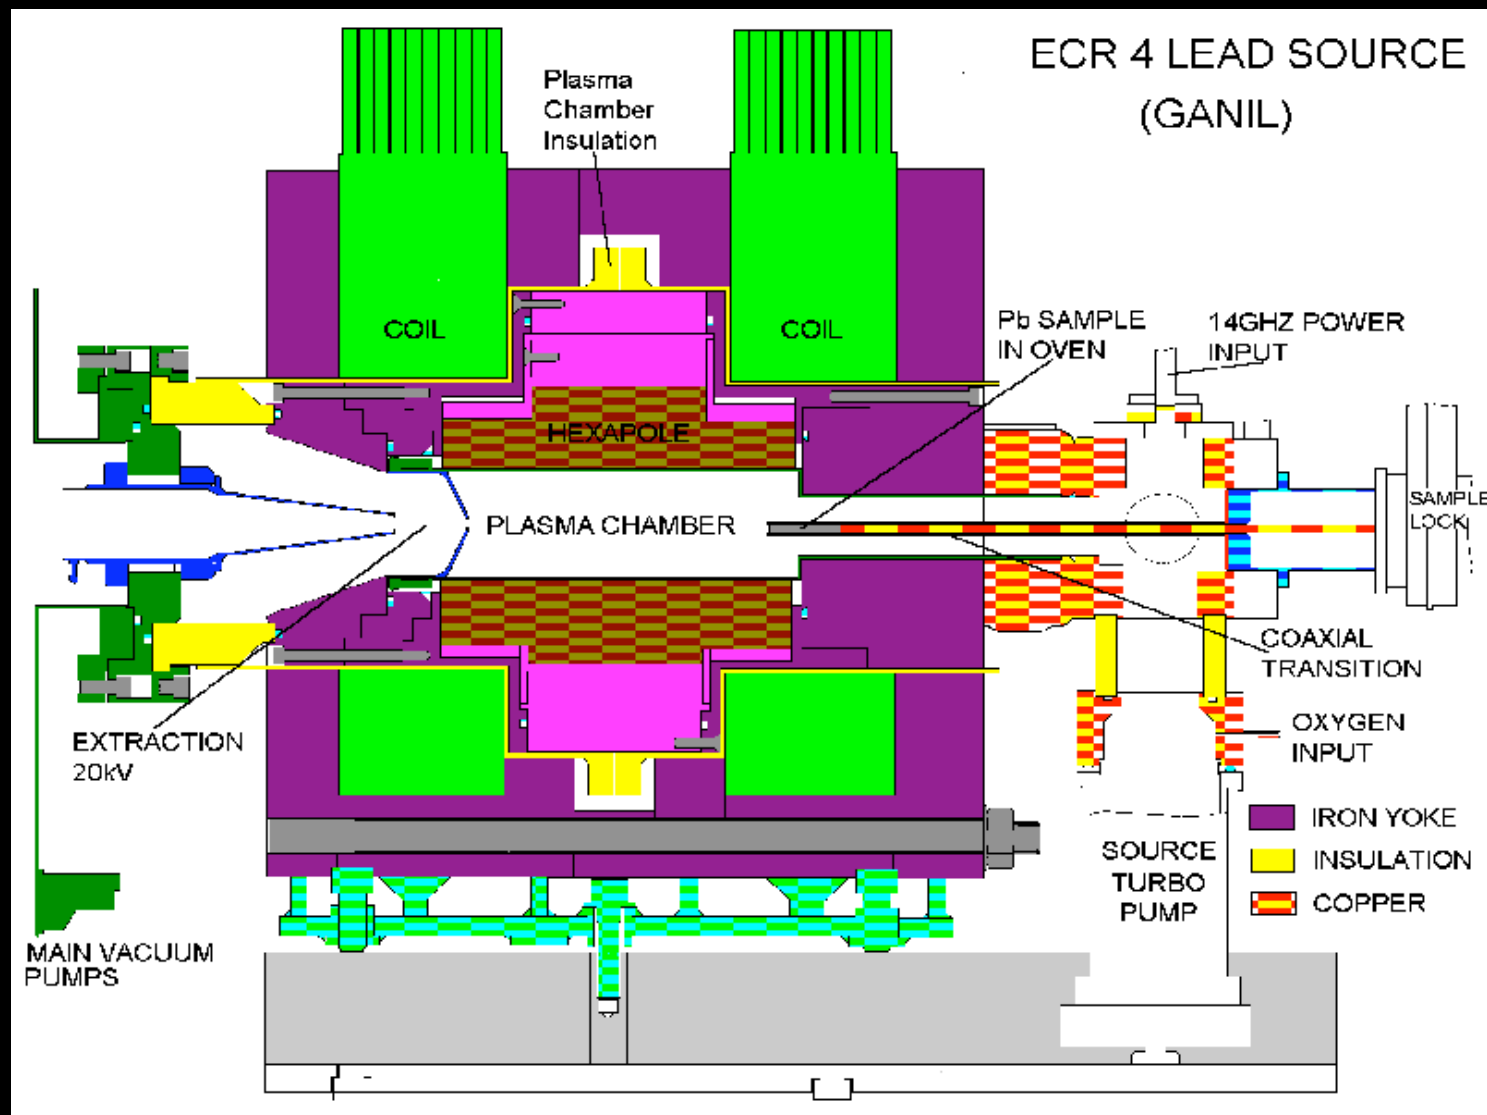 ECR 4 LEAD SOURCE
(GANIL)
Plasma
Chamber
Insulation
COIL
COIL
Pb SAMPLE
IN OVEN
14GHZ POWER
INPUT
HEXAPOLE
PLASMA CHAMBER
SAMPLE
LOCK
COAXIAL
TRANSITION
EXTRACTION
20kV
OXYGEN
INPUT
IRON YOKE
INSULATION
COPPER
SOURCE
TURBO
PUMP
MAIN VACUUM
PUMPS